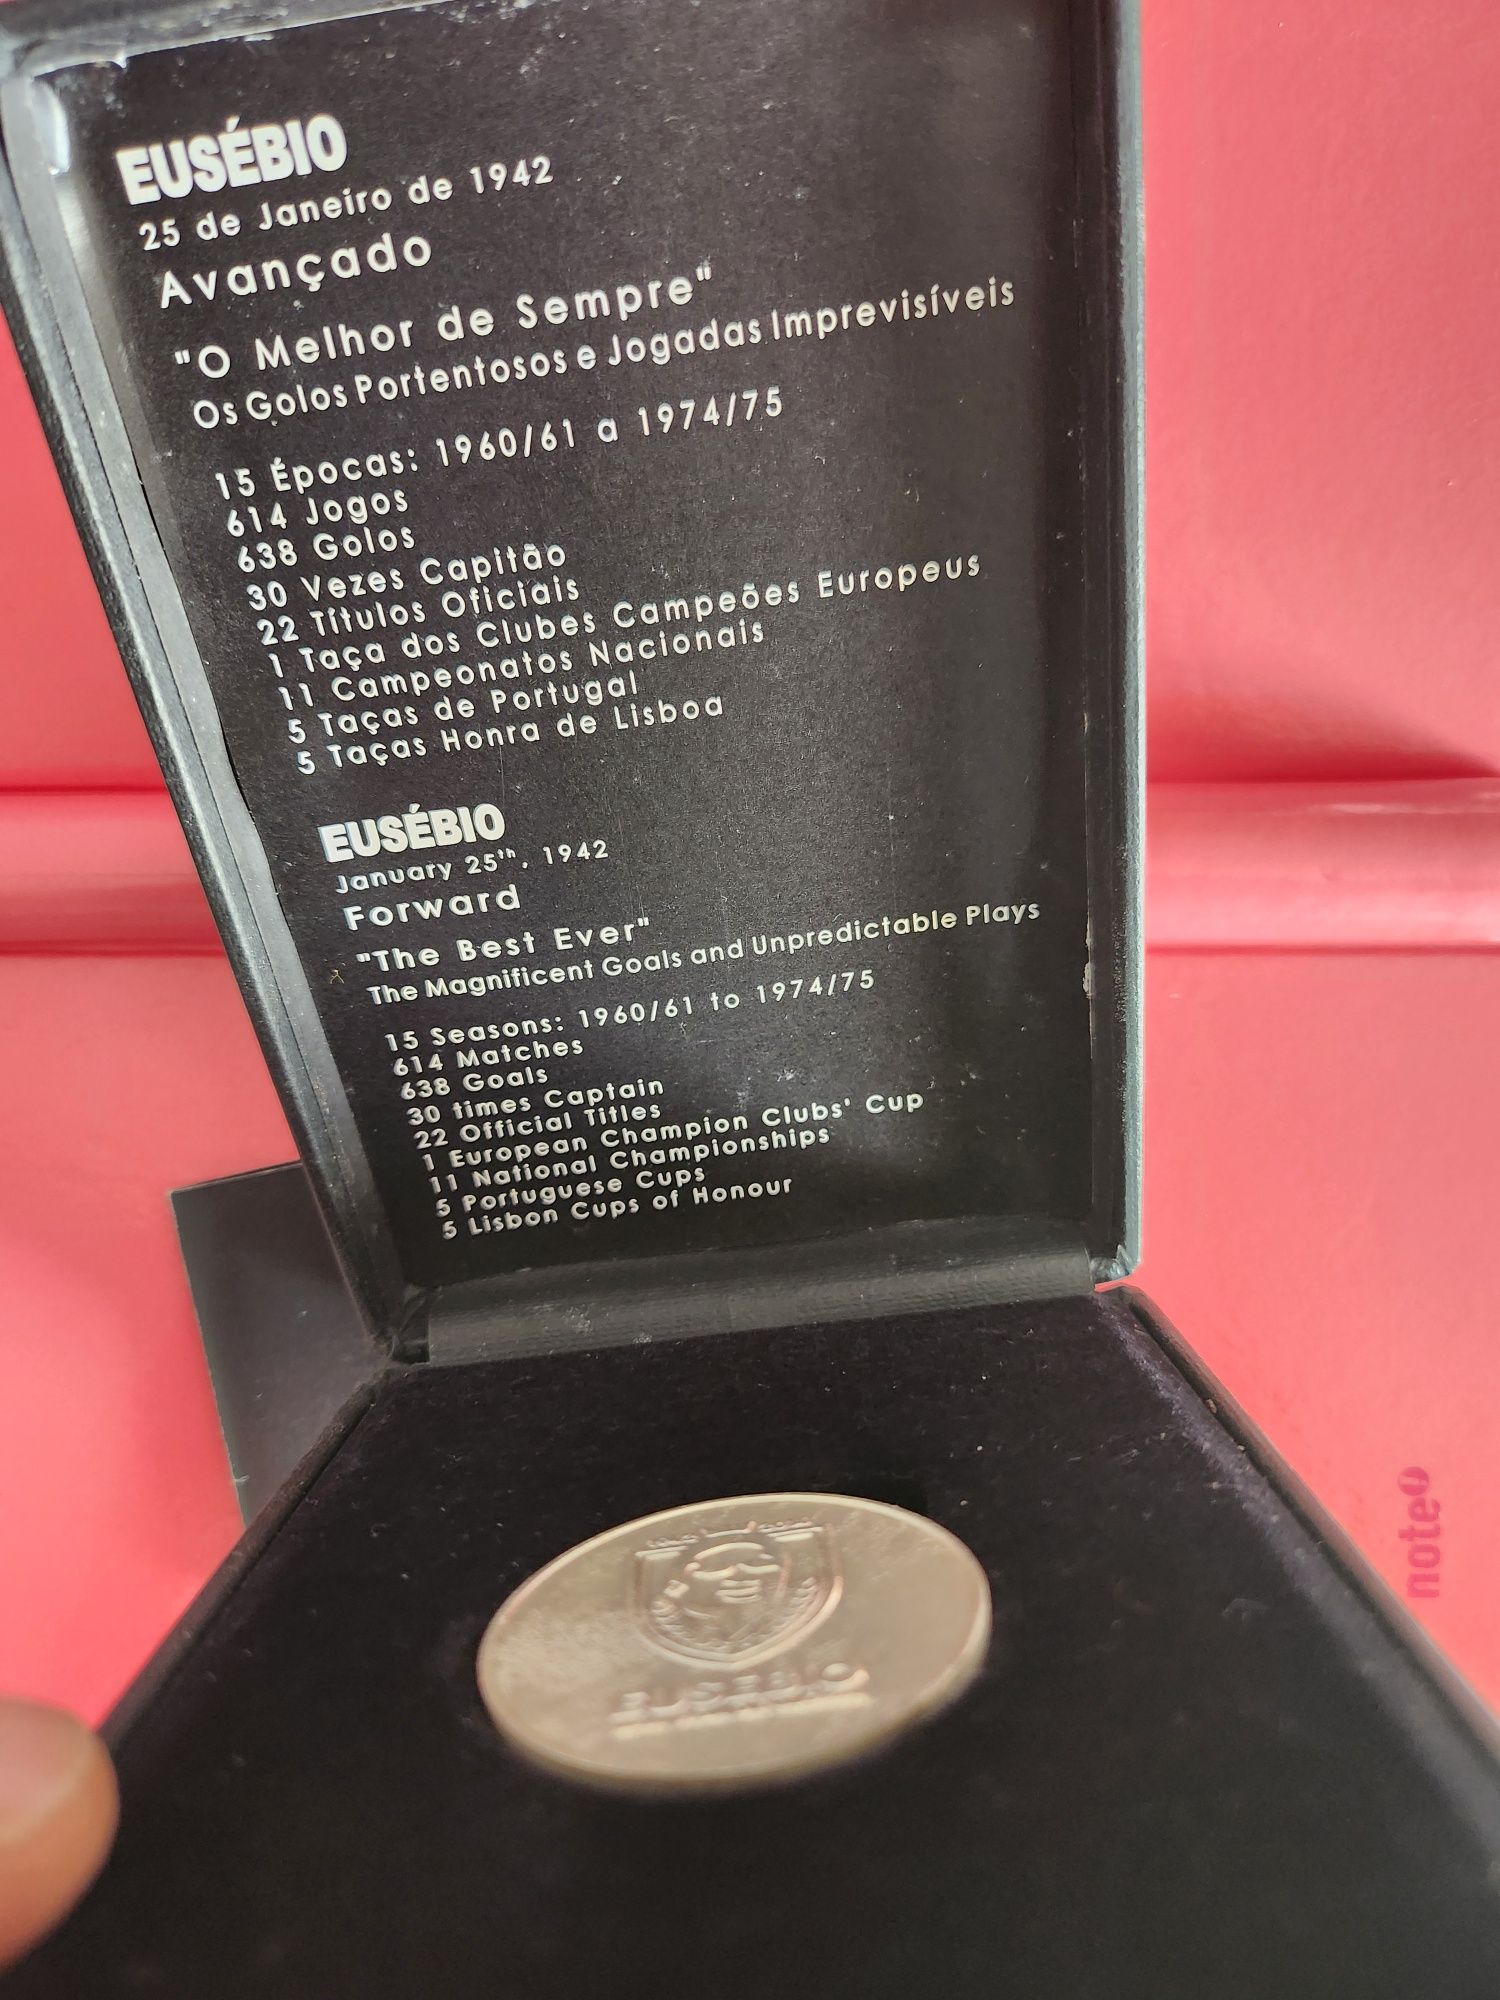 EUSÉBIO
25 de Janeiro de 1942
Avançado
"O Melhor de Sempre"
Os Golos Portentosos e Jogadas Imprevisíveis
15 Épocas: 1960/61 a 1974/75
614 Jogos
638 Golos
30 Vezes Capitão
22 Títulos Oficiais
1 Taça dos Clubes Campeões Europeus
11 Campeonatos Nacionais
5 Taças de Portugal
5 Taças Honra de Lisboa
EUSÉBIO
January 25th, 1942
Forward
"The Best Ever"
The Magnificent Goals and Unpredictable Plays
15 Seasons: 1960/61 to 1974/75
614 Matches
638 Goals
30 times Captain
22 Official Titles
1 European Champion Clubs' Cup
11 National Championships
5 Portuguese Cups
5 Lisbon Cups of Honour
EUSÉBIO
note!